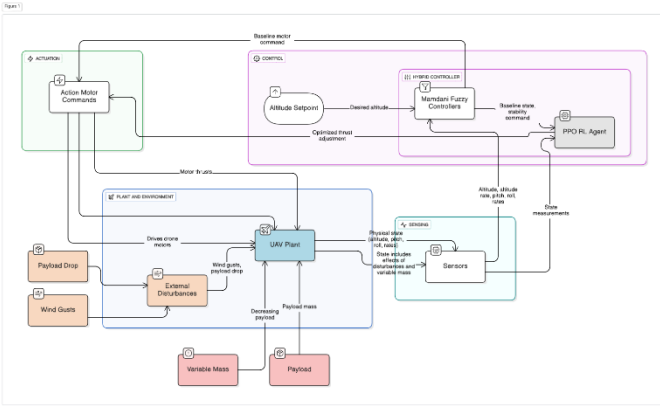 Figure 1
Baseline motor
command
ACTUATION
CONTROL
HYBRID CONTROLLER
Action Motor
Commands
Altitude Setpoint
Desired altitude
Mamdani Fuzzy
Controllers
Baseline state,
stability
command
PPO RL Agent
Optimized thrust
adjustment
Motor thrusts
Altitude, altitude
rate, pitch, roll,
rates
State
measurements
PLANT AND ENVIRONMENT
SENSING
Drives drone
motors
UAV Plant
Physical state
(altitude, pitch,
roll, rates)
State includes
effects of
disturbances and
variable mass
Sensors
Payload Drop
Wind gusts,
payload drop
External
Disturbances
Wind Gusts
Decreasing
payload
Payload mass
Variable Mass
Payload